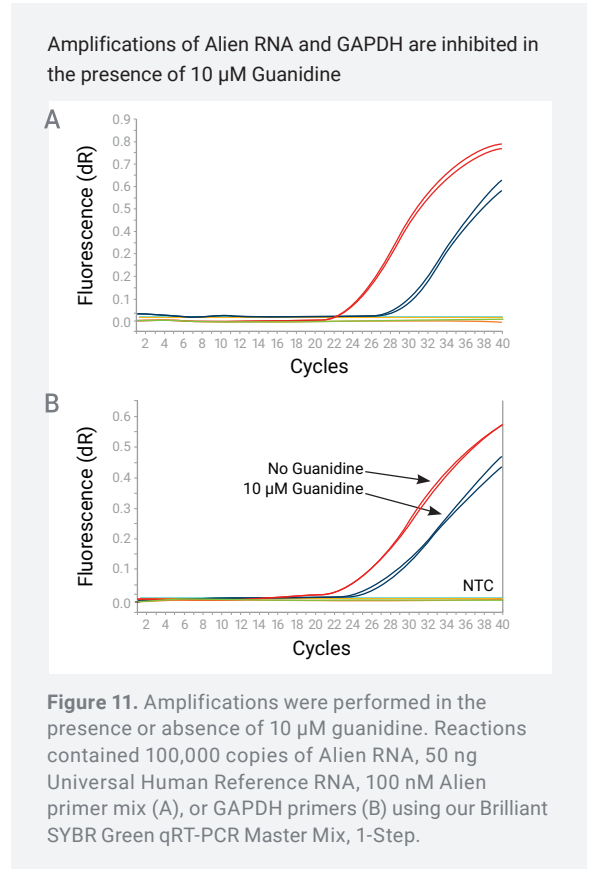 Amplifications of Alien RNA and GAPDH are inhibited in
the presence of 10 µM Guanidine
A
Fluorescence (dR)
0.9
0.8
0.7
0.6
0.5
0.4
0.2
0.2
0.1
0.0
2 4 6 8 10 12 14 16 18 20 22 24 26 28 30 32 34 36 38 40
Cycles
B
Fluorescence (dR)
0.6
0.5
0.4
0.3
0.2
0.1
0.0
No Guanidine
10 µM Guanidine
NTC
2 4 6 8 10 12 14 16 18 20 22 24 26 28 30 32 34 36 38 40
Cycles
Figure 11. Amplifications were performed in the
presence or absence of 10 µM guanidine. Reactions
contained 100,000 copies of Alien RNA, 50 ng
Universal Human Reference RNA, 100 nM Alien
primer mix (A), or GAPDH primers (B) using our Brilliant
SYBR Green qRT-PCR Master Mix, 1-Step.